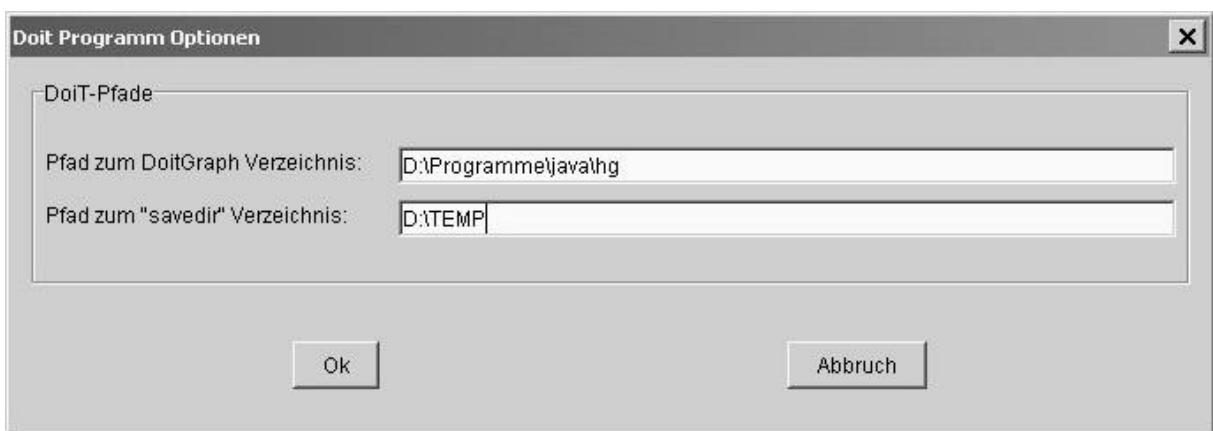 Doit Programm Optionen
DoiT-Pfade
Pfad zum DoitGraph Verzeichnis: D:\Programme\java\hg
Pfad zum "savedir" Verzeichnis: D:\TEMP
Ok Abbruch